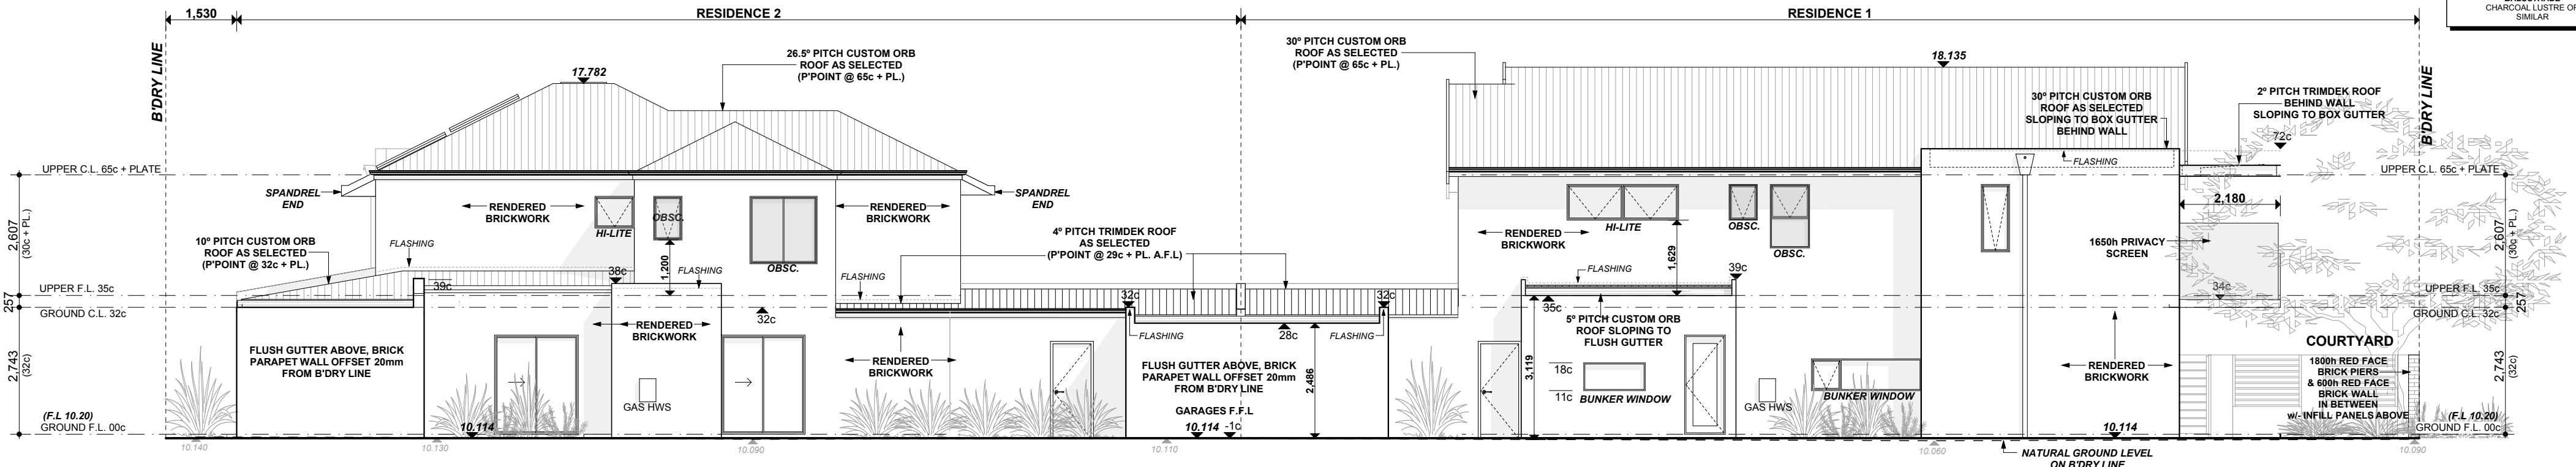 BALUSTRADE
CHARCOAL LUSTRE OR
SIMILAR
1,530
RESIDENCE 2
RESIDENCE 1
B'DRY LINE
17.782
26.5º PITCH CUSTOM ORB
ROOF AS SELECTED
(P'POINT @ 65c + PL.)
30º PITCH CUSTOM ORB
ROOF AS SELECTED
(P'POINT @ 65c + PL.)
18.135
30º PITCH CUSTOM ORB
ROOF AS SELECTED
SLOPING TO BOX GUTTER
BEHIND WALL
2º PITCH TRIMDEK ROOF
BEHIND WALL
SLOPING TO BOX GUTTER
72c
B'DRY LINE
FLASHING
UPPER C.L. 65c + PLATE
UPPER C.L. 65c + PLATE
SPANDREL
END
SPANDREL
END
RENDERED
BRICKWORK
HI-LITE
OBSC.
OBSC.
RENDERED
BRICKWORK
RENDERED
BRICKWORK
HI-LITE
OBSC.
OBSC.
2,180
1650h PRIVACY
SCREEN
2,607
(30c + PL.)
2,607
(30c + PL.)
10º PITCH CUSTOM ORB
ROOF AS SELECTED
(P'POINT @ 32c + PL.)
FLASHING
1,200
38c
FLASHING
FLASHING
4º PITCH TRIMDEK ROOF
AS SELECTED
(P'POINT @ 29c + PL. A.F.L)
1,629
FLASHING
39c
39c
UPPER F.L. 35c
UPPER F.L. 35c
34c
257
257
GROUND C.L. 32c
GROUND C.L. 32c
32c
32c
32c
35c
28c
FLASHING
FLASHING
RENDERED
BRICKWORK
5º PITCH CUSTOM ORB
ROOF SLOPING TO
FLUSH GUTTER
FLUSH GUTTER ABOVE, BRICK
PARAPET WALL OFFSET 20mm
FROM B'DRY LINE
RENDERED
BRICKWORK
FLUSH GUTTER ABOVE, BRICK
PARAPET WALL OFFSET 20mm
FROM B'DRY LINE
2,486
3,119
18c
11c
BUNKER WINDOW
BUNKER WINDOW
RENDERED
BRICKWORK
COURTYARD
1800h RED FACE
BRICK PIERS
& 600h RED FACE
BRICK WALL
IN BETWEEN
w/- INFILL PANELS ABOVE
2,743
(32c)
2,743
(32c)
GAS HWS
GAS HWS
GARAGES F.F.L
10.114 -1c
(F.L 10.20)
GROUND F.L. 00c
10.114
10.114
(F.L 10.20)
GROUND F.L. 00c
10.140
10.130
10.090
10.110
10.060
10.090
NATURAL GROUND LEVEL
ON B'DRY LINE